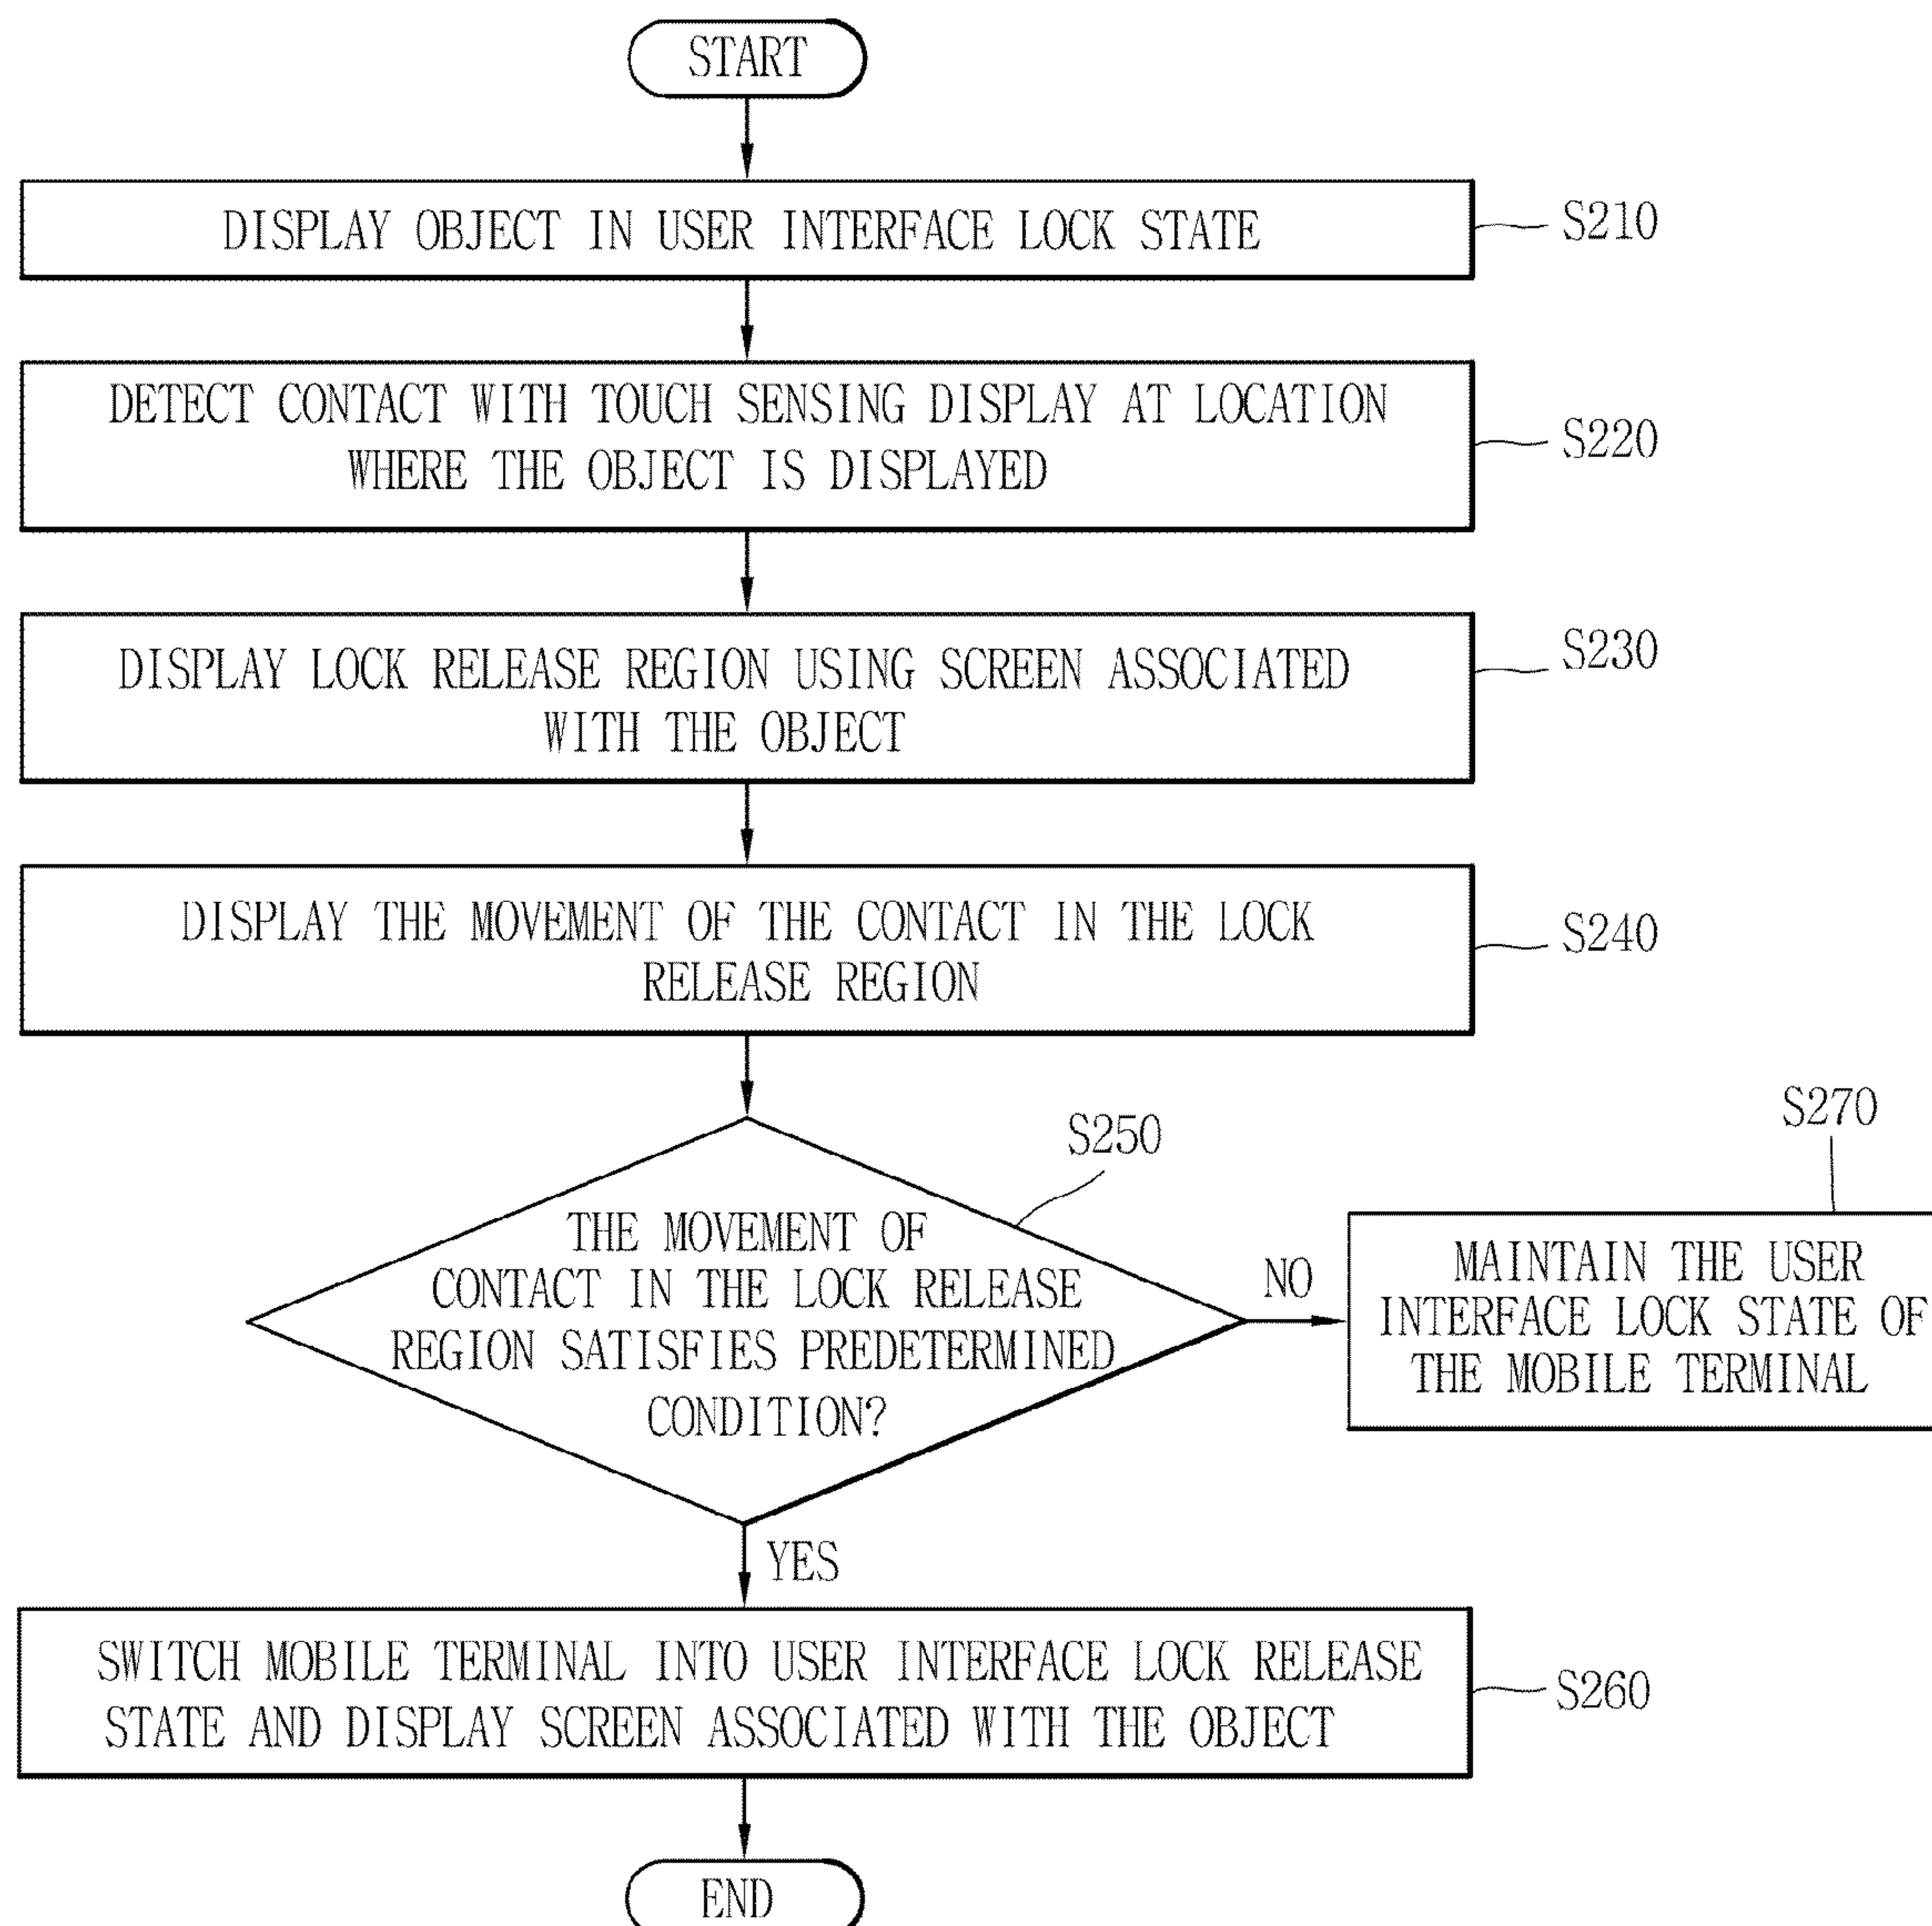 START
DISPLAY OBJECT IN USER INTERFACE LOCK STATE
S210
DETECT CONTACT WITH TOUCH SENSING DISPLAY AT LOCATION
WHERE THE OBJECT IS DISPLAYED
S220
DISPLAY LOCK RELEASE REGION USING SCREEN ASSOCIATED
WITH THE OBJECT
S230
DISPLAY THE MOVEMENT OF THE CONTACT IN THE LOCK
RELEASE REGION
S240
S250
THE MOVEMENT OF
CONTACT IN THE LOCK RELEASE
REGION SATISFIES PREDETERMINED
CONDITION?
NO
S270
MAINTAIN THE USER
INTERFACE LOCK STATE OF
THE MOBILE TERMINAL
YES
SWITCH MOBILE TERMINAL INTO USER INTERFACE LOCK RELEASE
STATE AND DISPLAY SCREEN ASSOCIATED WITH THE OBJECT
S260
END